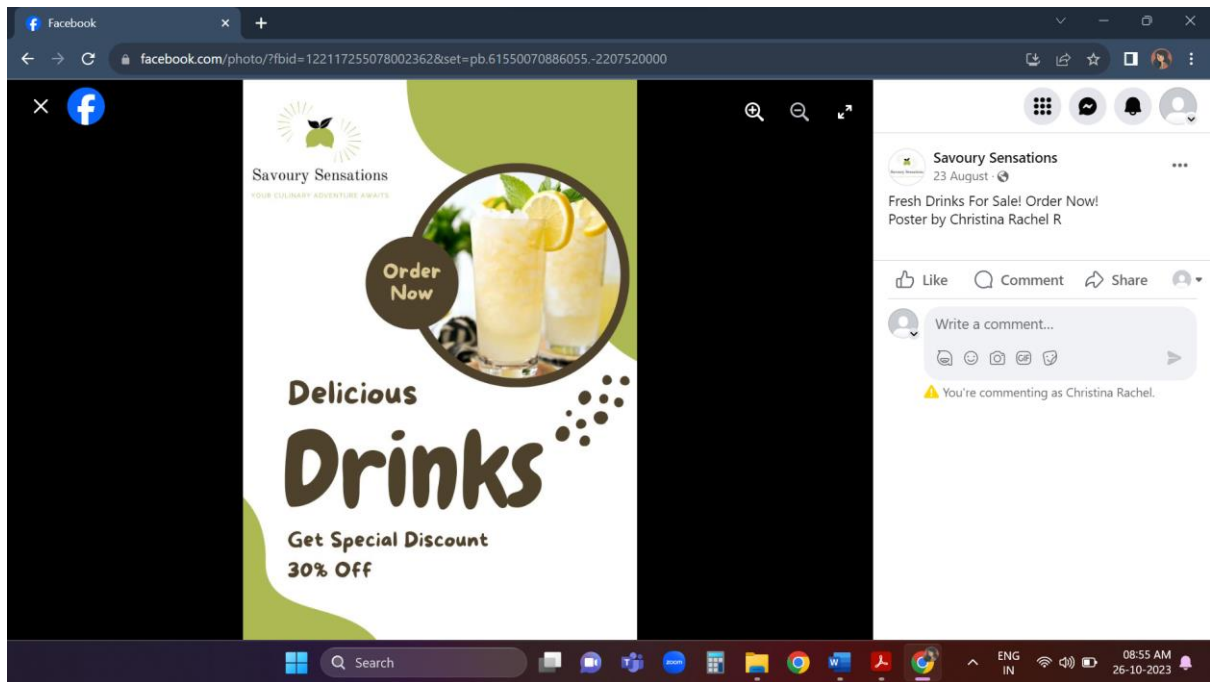 Facebook
facebook.com/photo/?fbid=122117255078002362&set=pb.61550070886055.-2207520000
Savoury Sensations
YOUR CULINARY ADVENTURE AWAITS
Order
Now
Delicious
Drinks
Get Special Discount
30% Off
Savoury Sensations
23 August ·
Fresh Drinks For Sale! Order Now!
Poster by Christina Rachel R
Like Comment Share
Write a comment...
GIF
You're commenting as Christina Rachel.
Search
zoom
ENG
IN
08:55 AM
26-10-2023